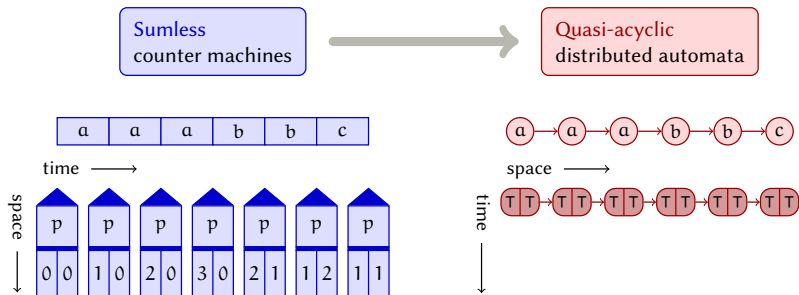 Sumless
counter machines
Quasi-acyclic
distributed automata
a a a b b c
a a a b b c
time
space
space
time
T T T T T T T T T T T T
p p p p p p p
0 0 1 0 2 0 3 0 2 1 1 2 1 1